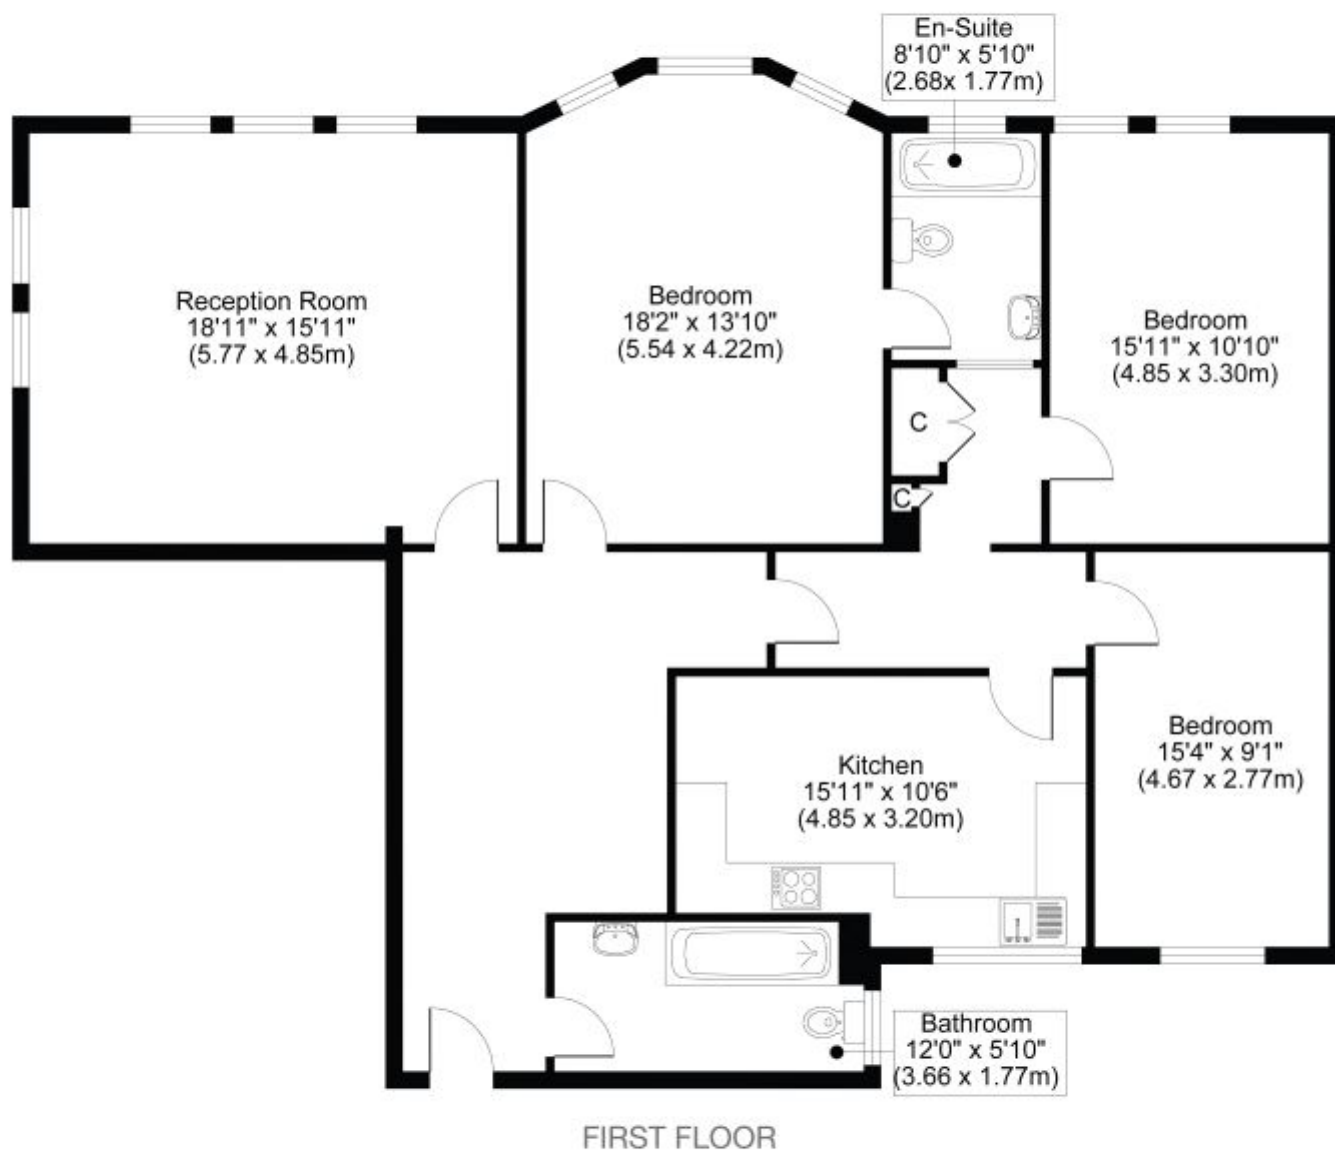 En-Suite
8'10" x 5'10"
(2.68x 1.77m)
Reception Room
18'11" x 15'11"
(5.77 x 4.85m)
Bedroom
18'2" x 13'10"
(5.54 x 4.22m)
Bedroom
15'11" x 10'10"
(4.85 x 3.30m)
C
C
Kitchen
15'11" x 10'6"
(4.85 x 3.20m)
Bedroom
15'4" x 9'1"
(4.67 x 2.77m)
Bathroom
12'0" x 5'10"
(3.66 x 1.77m)
FIRST FLOOR